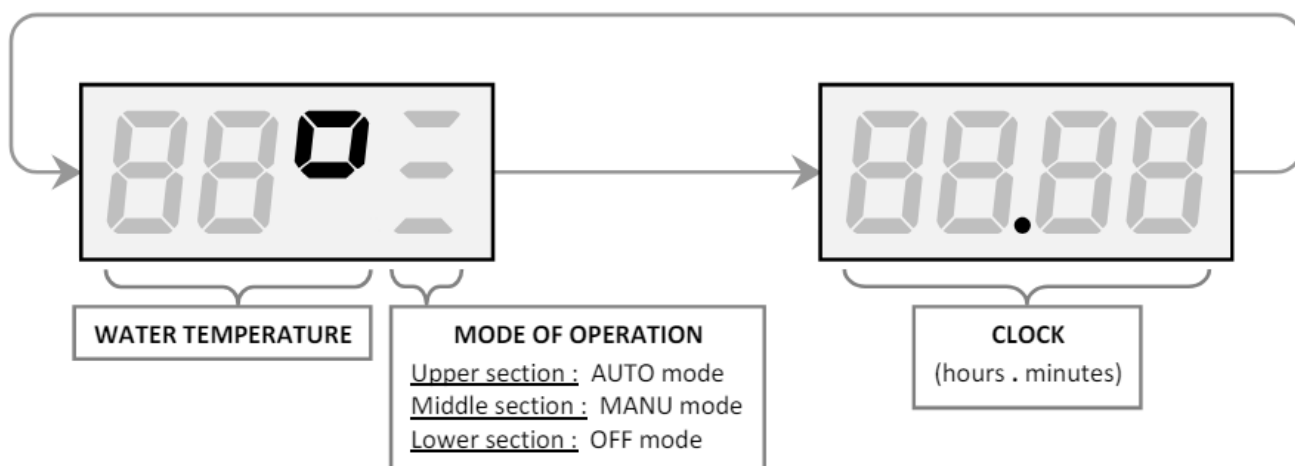 WATER TEMPERATURE
MODE OF OPERATION
Upper section : AUTO mode
Middle section : MANU mode
Lower section : OFF mode
CLOCK
(hours . minutes)